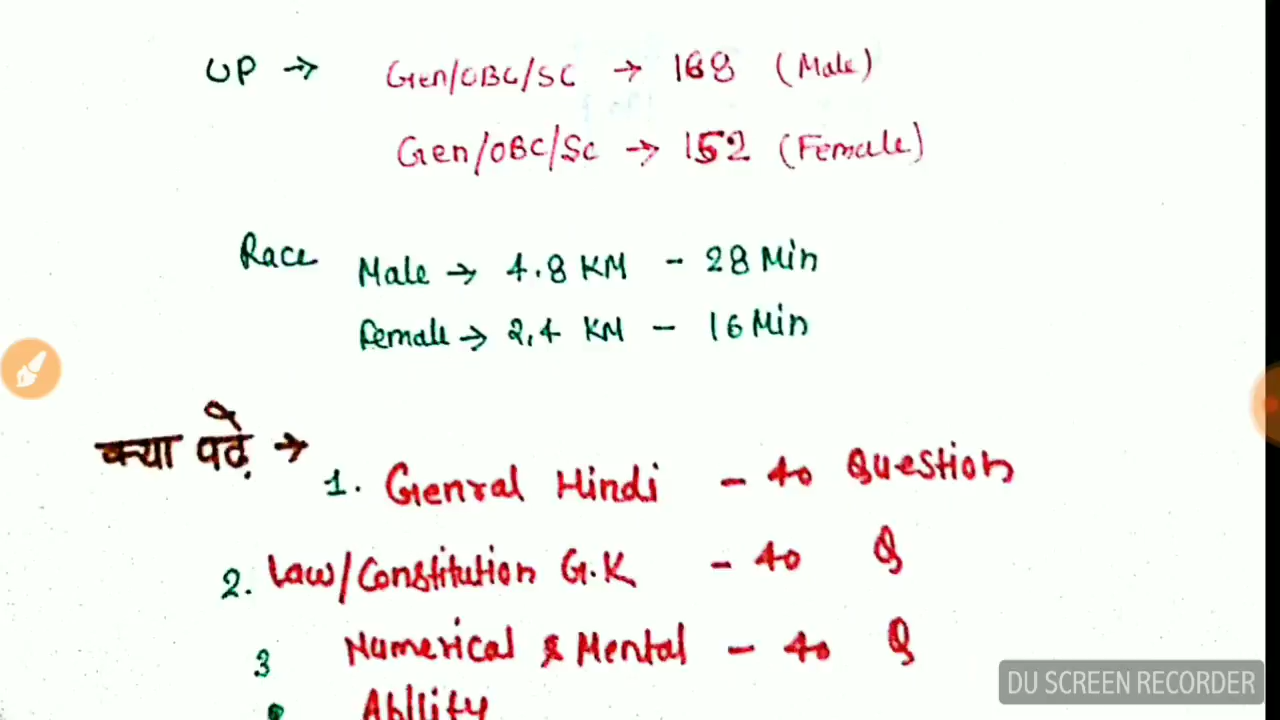 UP → Gen/OBC/SC → 168 (Male)
Gen/OBC/SC → 152 (Female)
Race Male → 4.8 KM - 28 Min
Female → 2.4 KM - 16 Min
क्या पढ़े →
1. Genral Hindi - 40 Question
2. Law/Constitution G.K - 40 Q
3 Numerical & Mental - 40 Q
Abllity
DU SCREEN RECORDER